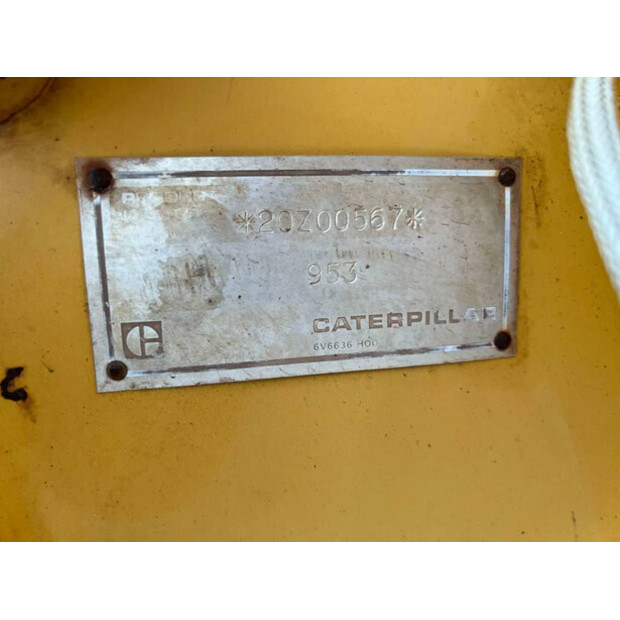 *20Z00567*
953
CATERPILLAR
6V6636 H00